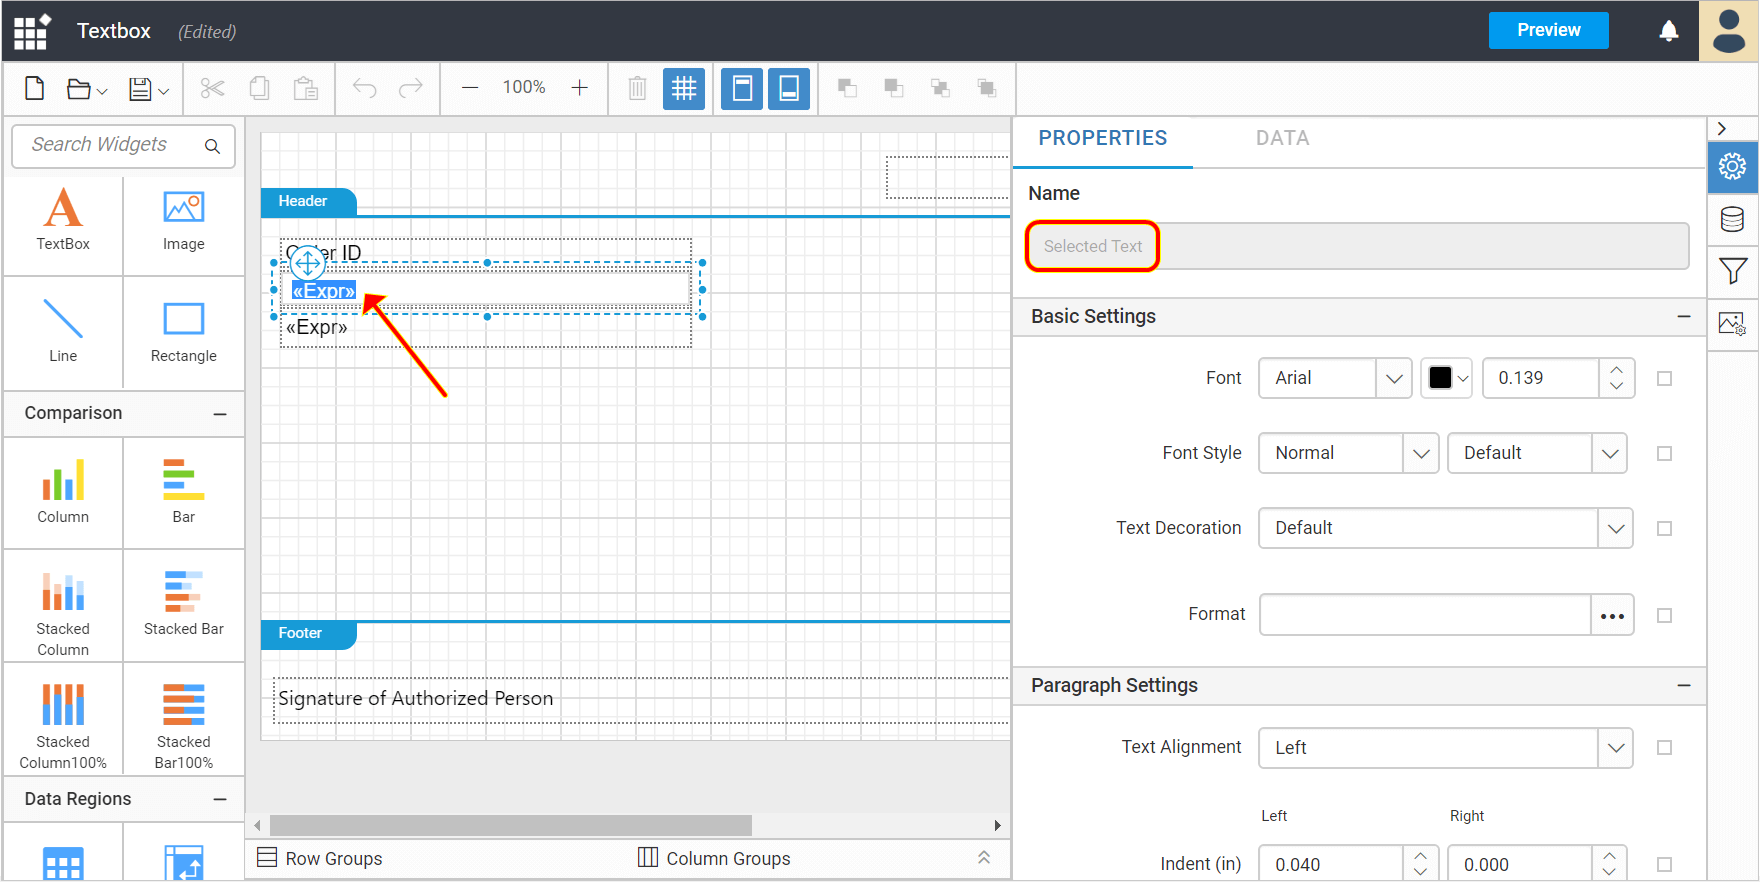 Textbox (Edited)
Preview
100%
Search Widgets
TextBox
Image
Line
Rectangle
Comparison
Column
Bar
Stacked
Column
Stacked Bar
Stacked
Column100%
Stacked
Bar100%
Data Regions
Header
ID
«Expr»
«Expr»
Footer
Signature of Authorized Person
Row Groups
Column Groups
PROPERTIES
DATA
Name
Selected Text
Basic Settings
Font
Arial
0.139
Font Style
Normal
Default
Text Decoration
Default
Format
Paragraph Settings
Text Alignment
Left
Left
Right
Indent (in)
0.040
0.000